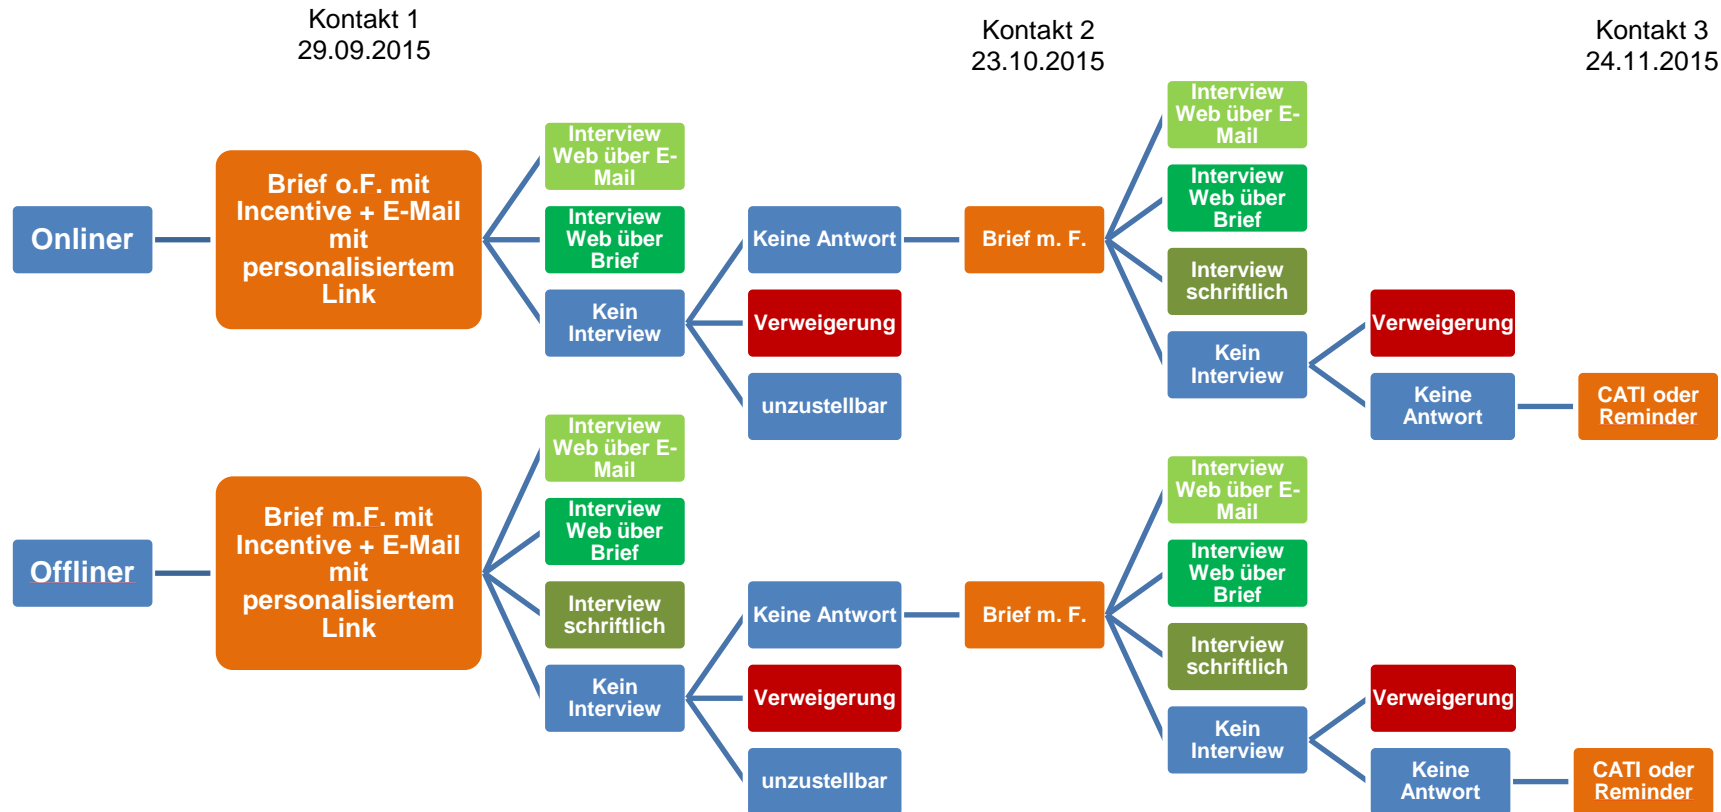 Kontakt 1
29.09.2015
Kontakt 2
23.10.2015
Kontakt 3
24.11.2015
Onliner
Brief o.F. mit
Incentive + E-Mail
mit
personalisiertem
Link
Interview
Web über E-
Mail
Interview
Web über
Brief
Kein
Interview
Keine Antwort
Verweigerung
unzustellbar
Brief m. F.
Interview
Web über E-
Mail
Interview
Web über
Brief
Interview
schriftlich
Kein
Interview
Verweigerung
Keine
Antwort
CATI oder
Reminder
Offliner
Brief m.F. mit
Incentive + E-Mail
mit
personalisiertem
Link
Interview
Web über E-
Mail
Interview
Web über
Brief
Interview
schriftlich
Kein
Interview
Keine Antwort
Verweigerung
unzustellbar
Brief m. F.
Interview
Web über E-
Mail
Interview
Web über
Brief
Interview
schriftlich
Kein
Interview
Verweigerung
Keine
Antwort
CATI oder
Reminder